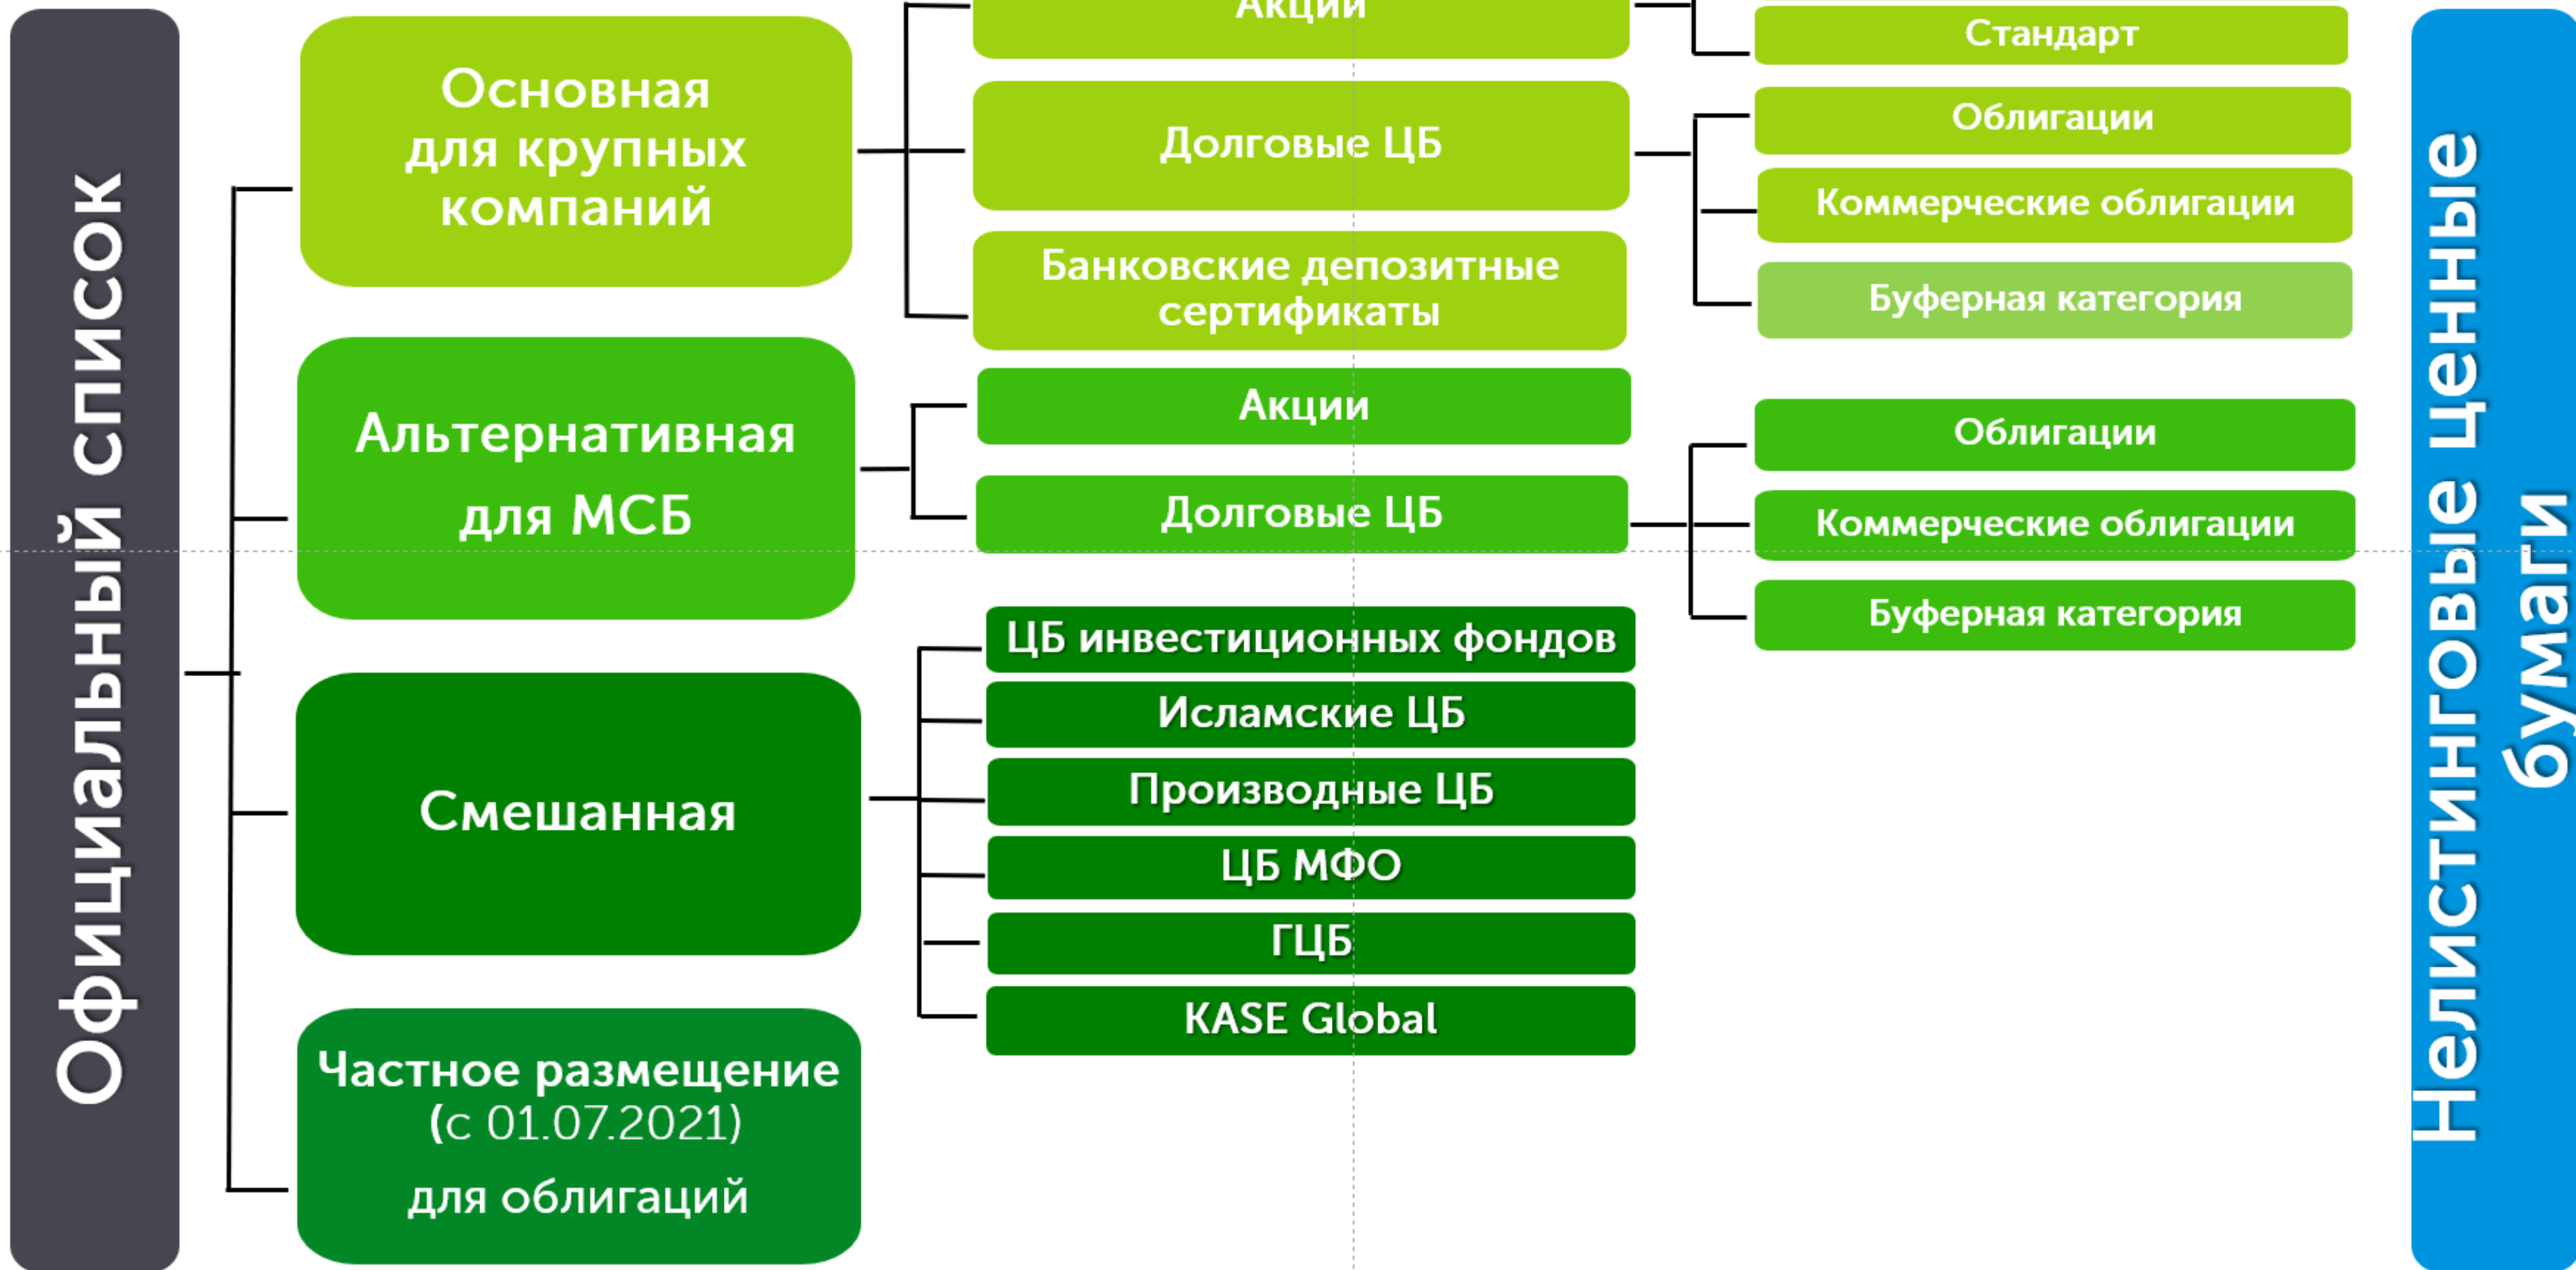 Официальный список
Основная
для крупных
компаний
Акции
Стандарт
Долговые ЦБ
Облигации
Коммерческие облигации
Буферная категория
Банковские депозитные
сертификаты
Альтернативная
для МСБ
Акции
Долговые ЦБ
Облигации
Коммерческие облигации
Буферная категория
Смешанная
ЦБ инвестиционных фондов
Исламские ЦБ
Производные ЦБ
ЦБ МФО
ГЦБ
KASE Global
Частное размещение
(с 01.07.2021)
для облигаций
Нелистинговые ценные
бумаги